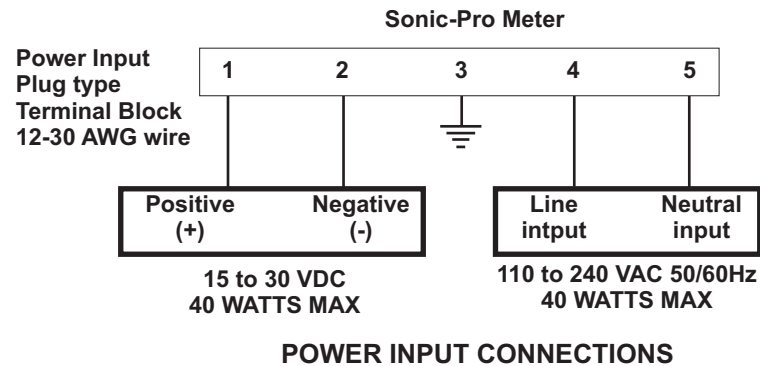 Sonic-Pro Meter
Power Input
Plug type
Terminal Block
12-30 AWG wire
1 2 3 4 5
Positive
(+)
Negative
(-)
Line
intput
Neutral
input
15 to 30 VDC
40 WATTS MAX
110 to 240 VAC 50/60Hz
40 WATTS MAX
POWER INPUT CONNECTIONS